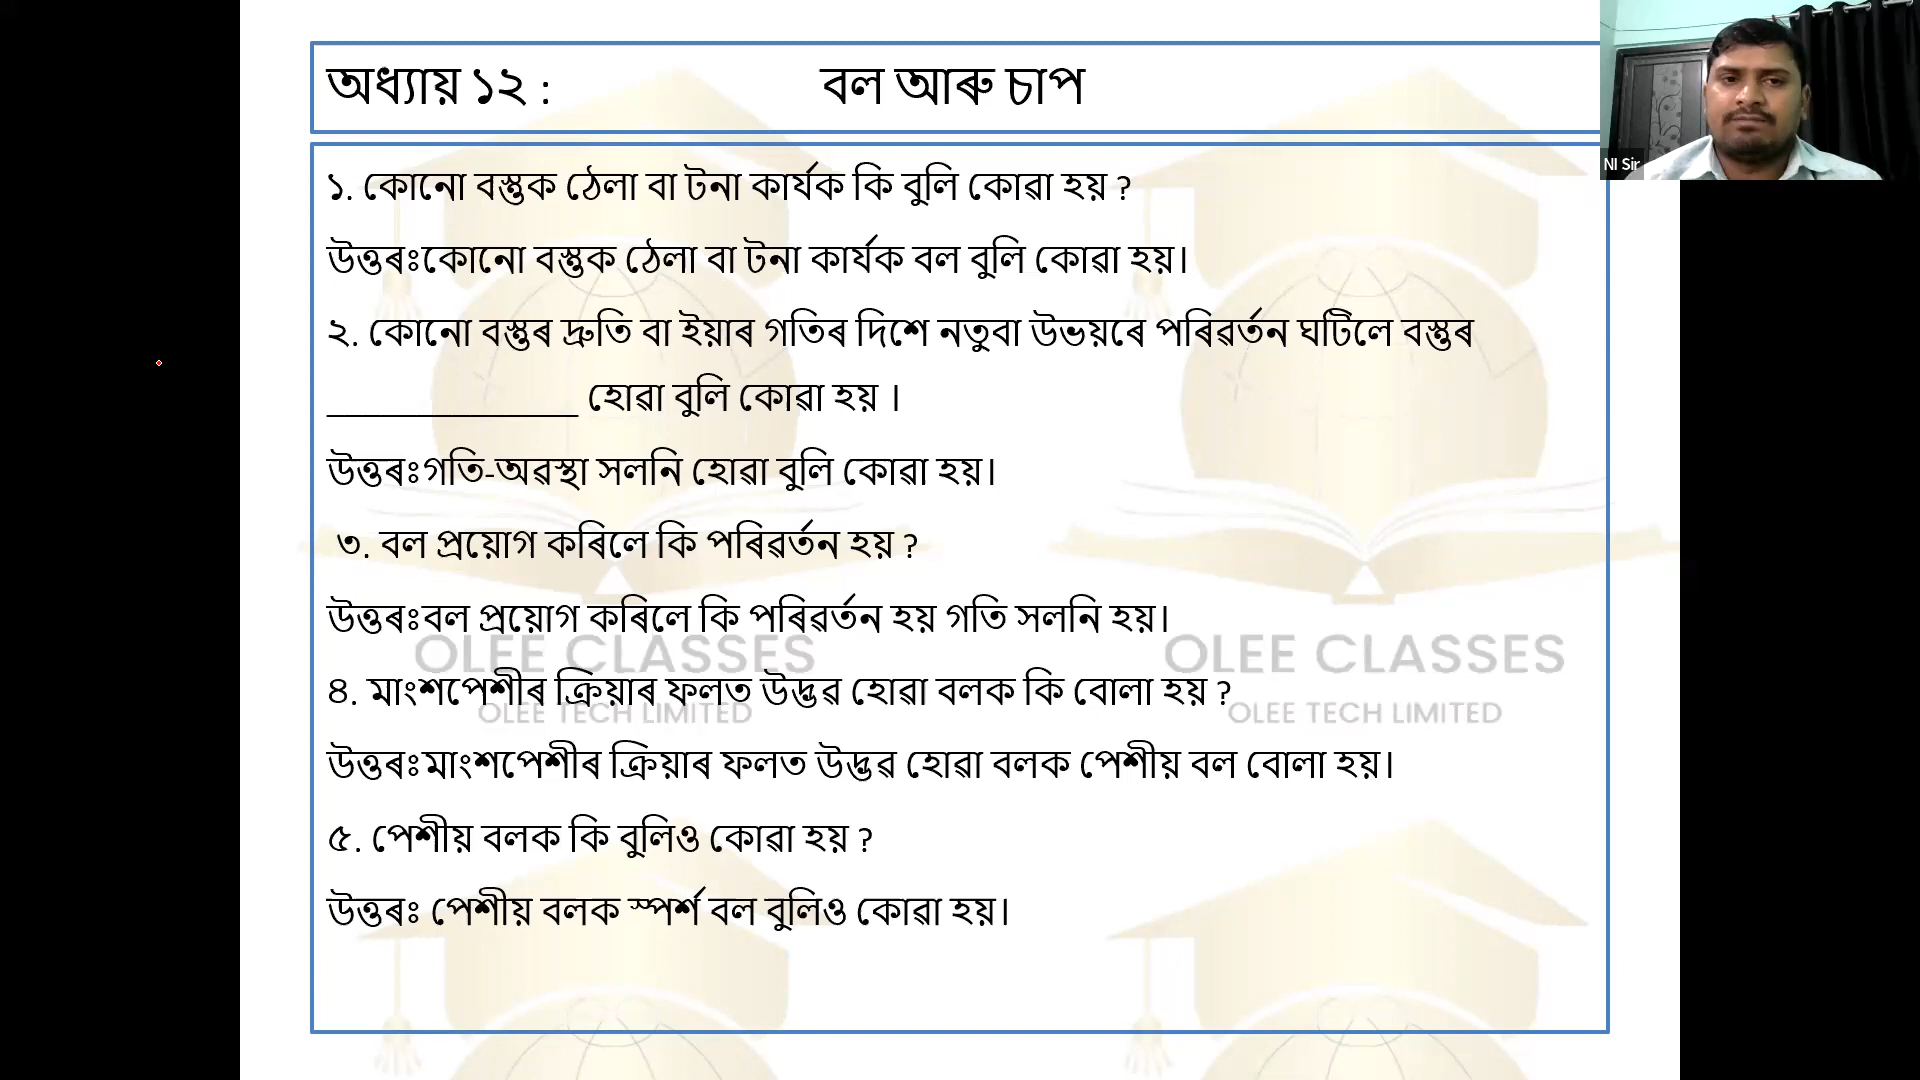 অধ্যায় ১২ : বল আৰু চাপ
Nl Sir
১. কোনো বস্তুক ঠেলা বা টনা কাৰ্যক কি বুলি কোৱা হয় ?
উত্তৰঃকোনো বস্তুক ঠেলা বা টনা কাৰ্যক বল বুলি কোৱা হয়।
২. কোনো বস্তুৰ দ্ৰুতি বা ইয়াৰ গতিৰ দিশে নতুবা উভয়ৰে পৰিৱৰ্তন ঘটিলে বস্তুৰ
______________ হোৱা বুলি কোৱা হয় ।
উত্তৰঃগতি-অৱস্থা সলনি হোৱা বুলি কোৱা হয়।
৩. বল প্ৰয়োগ কৰিলে কি পৰিৱৰ্তন হয় ?
উত্তৰঃবল প্ৰয়োগ কৰিলে কি পৰিৱৰ্তন হয় গতি সলনি হয়।
OLEE CLASSES OLEE CLASSES
৪. মাংশপেশীৰ ক্ৰিয়াৰ ফলত উদ্ভৱ হোৱা বলক কি বোলা হয় ?
OLEE TECH LIMITED OLEE TECH LIMITED
উত্তৰঃমাংশপেশীৰ ক্ৰিয়াৰ ফলত উদ্ভৱ হোৱা বলক পেশীয় বল বোলা হয়।
৫. পেশীয় বলক কি বুলিও কোৱা হয় ?
উত্তৰঃ পেশীয় বলক স্পৰ্শ বল বুলিও কোৱা হয়।